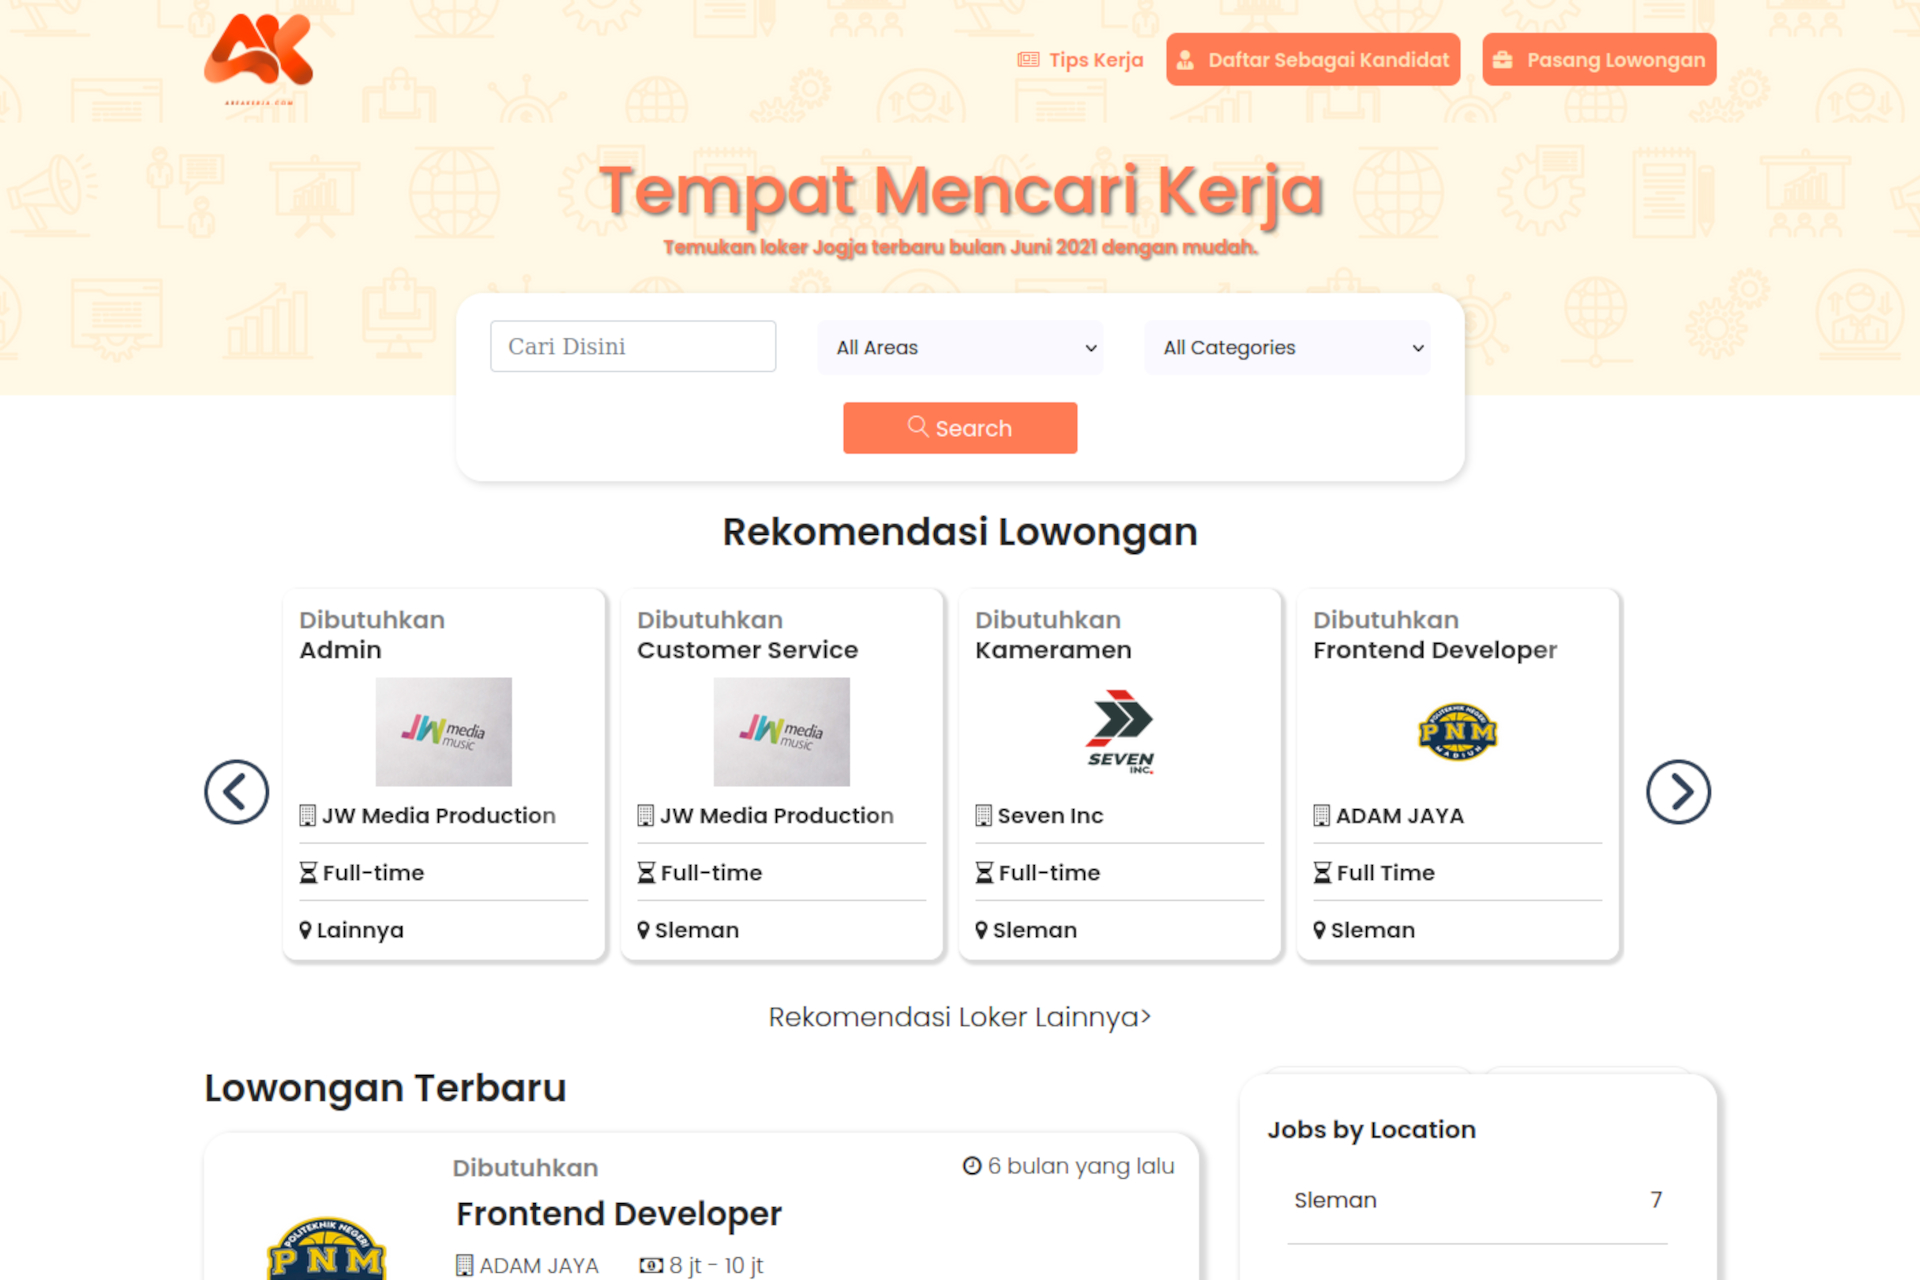 AREAKERJA.COM
Tips Kerja
Daftar Sebagai Kandidat
Pasang Lowongan
Tempat Mencari Kerja
Temukan loker Jogja terbaru bulan Juni 2021 dengan mudah.
Cari Disini
All Areas
All Categories
Search
Rekomendasi Lowongan
Dibutuhkan
Admin
JW media
music
JW Media Production
Full-time
Lainnya
Dibutuhkan
Customer Service
JW media
music
JW Media Production
Full-time
Sleman
Dibutuhkan
Kameramen
SEVEN
INC.
Seven Inc
Full-time
Sleman
Dibutuhkan
Frontend Developer
POLITEKNIK NEGERI
PNM
MADIUN
ADAM JAYA
Full Time
Sleman
Rekomendasi Loker Lainnya>
Lowongan Terbaru
Dibutuhkan
6 bulan yang lalu
Frontend Developer
POLITEKNIK NEGERI
PNM
ADAM JAYA
8 jt - 10 jt
Jobs by Location
Sleman 7